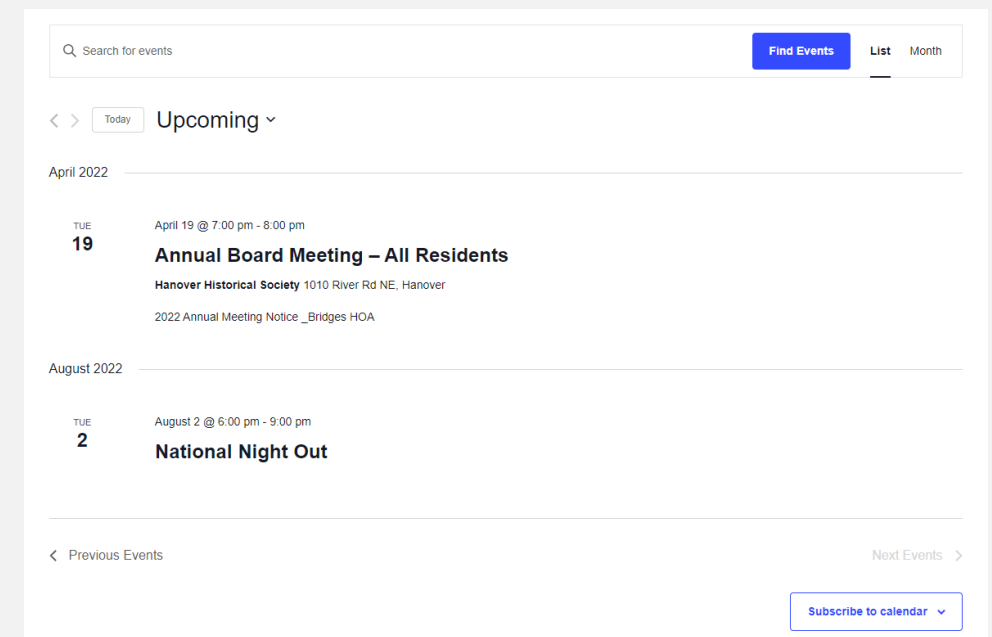 Search for events
Find Events
List
Month
Today
Upcoming
April 2022
TUE
19
April 19 @ 7:00 pm - 8:00 pm
Annual Board Meeting – All Residents
Hanover Historical Society 1010 River Rd NE, Hanover
2022 Annual Meeting Notice _Bridges HOA
August 2022
TUE
2
August 2 @ 6:00 pm - 9:00 pm
National Night Out
Previous Events
Next Events
Subscribe to calendar